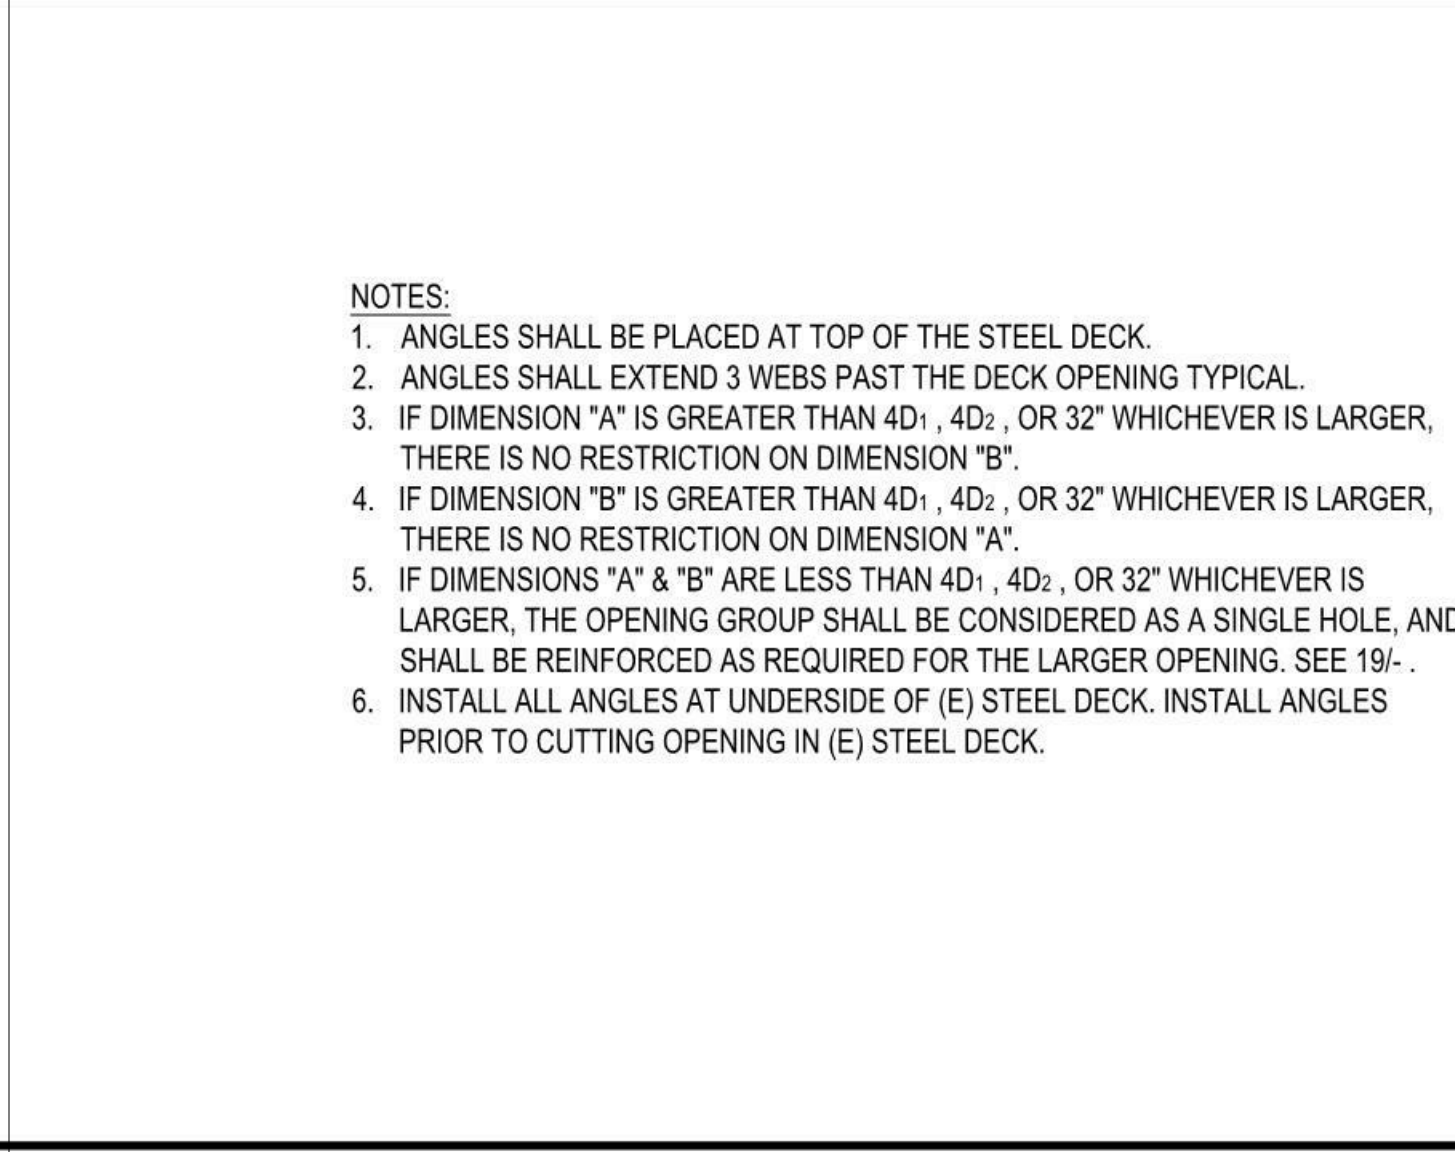 NOTES:
1. ANGLES SHALL BE PLACED AT TOP OF THE STEEL DECK.
2. ANGLES SHALL EXTEND 3 WEBS PAST THE DECK OPENING TYPICAL.
3. IF DIMENSION "A" IS GREATER THAN 4D1 , 4D2 , OR 32" WHICHEVER IS LARGER,
THERE IS NO RESTRICTION ON DIMENSION "B".
4. IF DIMENSION "B" IS GREATER THAN 4D1 , 4D2 , OR 32" WHICHEVER IS LARGER,
THERE IS NO RESTRICTION ON DIMENSION "A".
5. IF DIMENSIONS "A" & "B" ARE LESS THAN 4D1 , 4D2 , OR 32" WHICHEVER IS
LARGER, THE OPENING GROUP SHALL BE CONSIDERED AS A SINGLE HOLE, AND
SHALL BE REINFORCED AS REQUIRED FOR THE LARGER OPENING. SEE 19/- .
6. INSTALL ALL ANGLES AT UNDERSIDE OF (E) STEEL DECK. INSTALL ANGLES
PRIOR TO CUTTING OPENING IN (E) STEEL DECK.